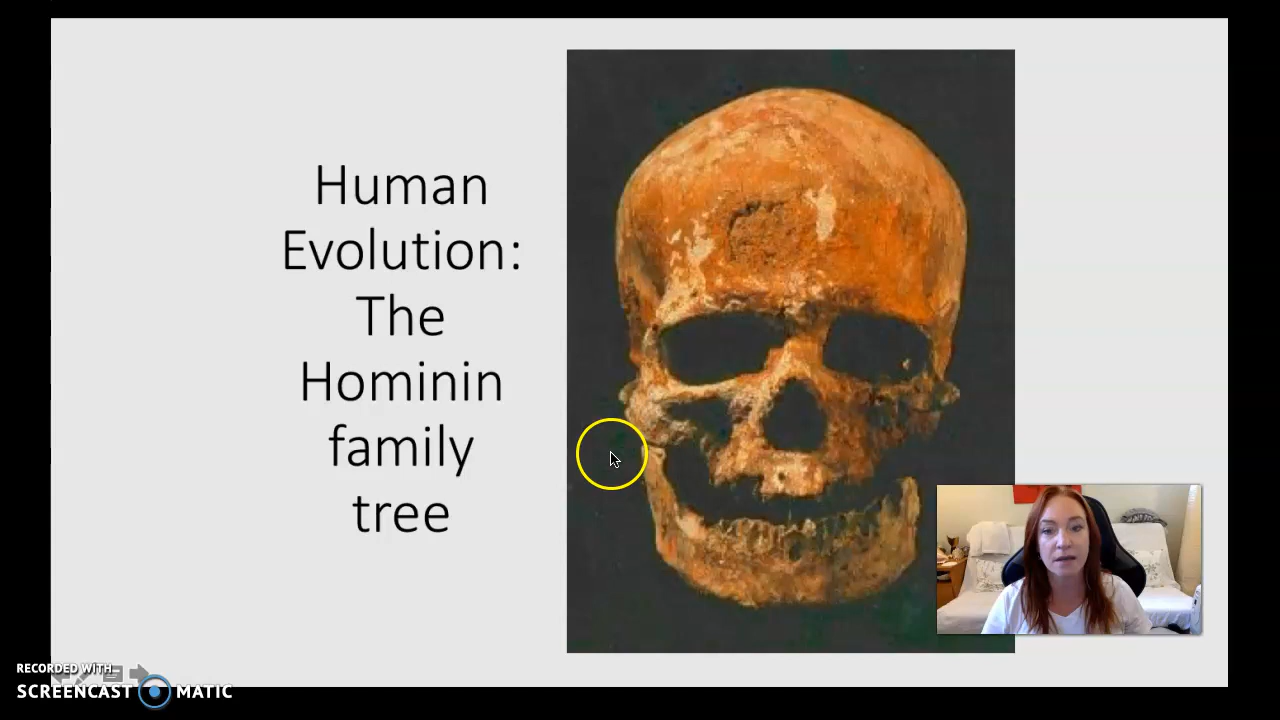 Human
Evolution:
The
Hominin
family
tree
RECORDED WITH
SCREENCAST MATIC